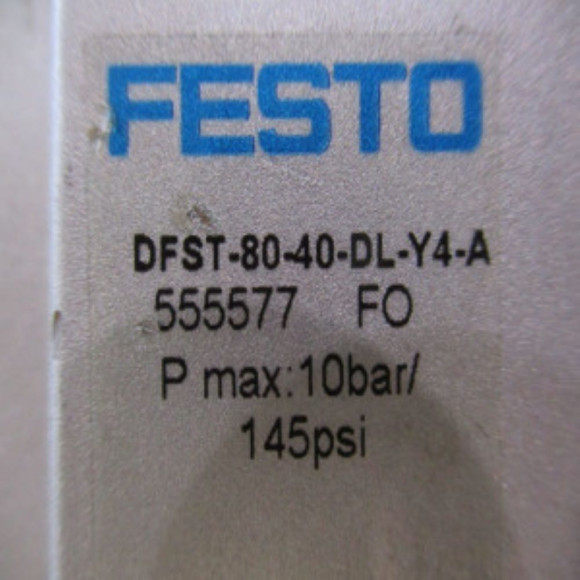 FESTO
DFST-80-40-DL-Y4-A
555577 FO
P max:10bar/
145psi